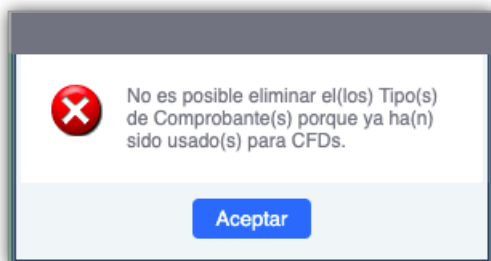 No es posible eliminar el(los) Tipo(s)
de Comprobante(s) porque ya ha(n)
sido usado(s) para CFDs.
Aceptar